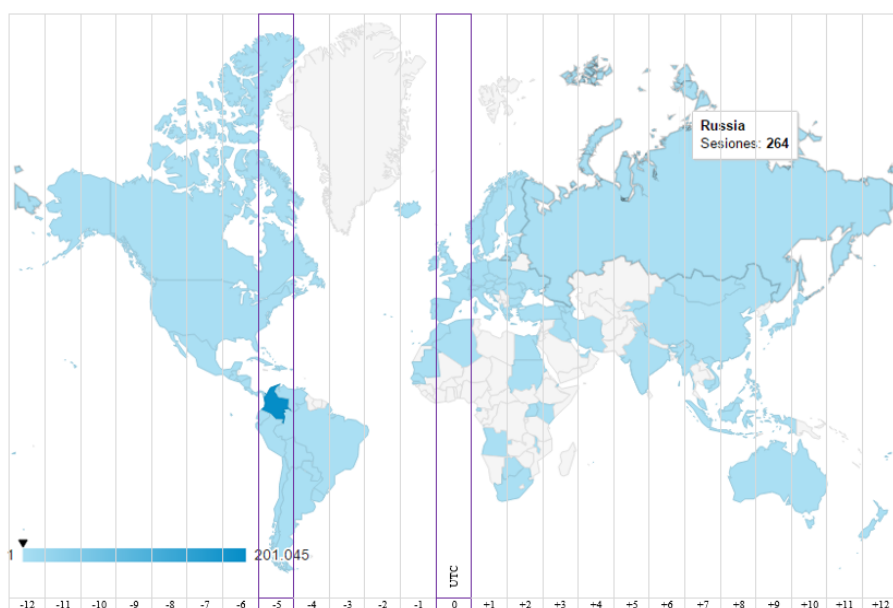 Russia
Sesiones: 264
1 201.045
UTC
-12 -11 -10 -9 -8 -7 -6 -5 -4 -3 -2 -1 0 +1 +2 +3 +4 +5 +6 +7 +8 +9 +10 +11 +12